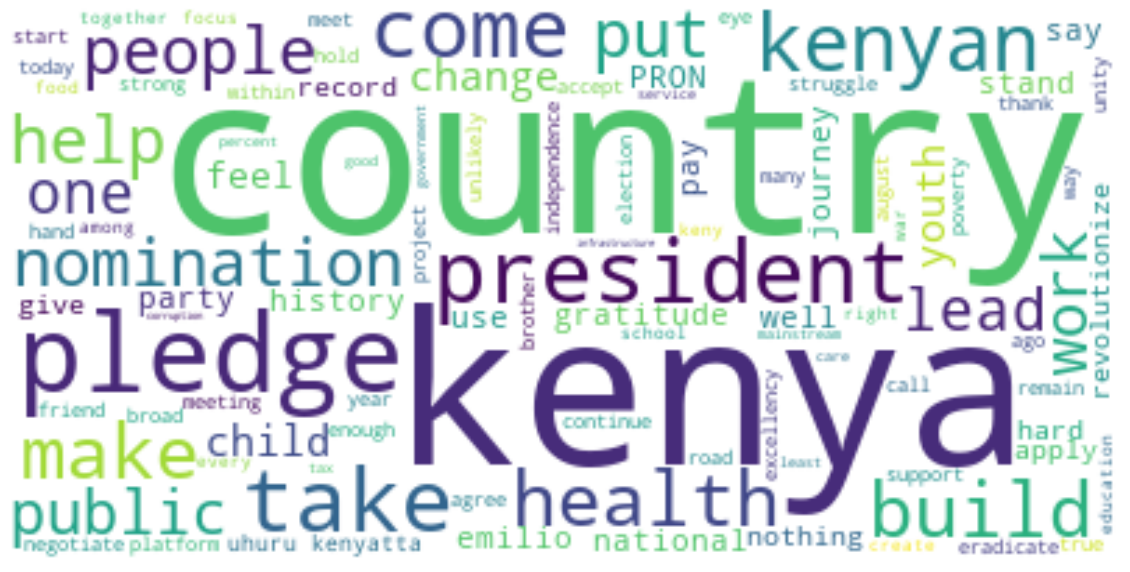 together focus meet eye
start people hold come put kenyan say
today strong change PRON struggle stand unity
food within record accept service thank
help country
percent good government unlikely independence election pay many journey august youth poverty may
feel
one
hand among project infrastructure keny war work revolutionize
nomination president
give party history brother use gratitude well right lead
corruption school mainstream ago
pledge kenya care
friend broad meeting year continue call remain
make child enough excellency hard
every tax road least apply
public take agree health support build education
negotiate platform uhuru kenyatta emilio national nothing create eradicate true